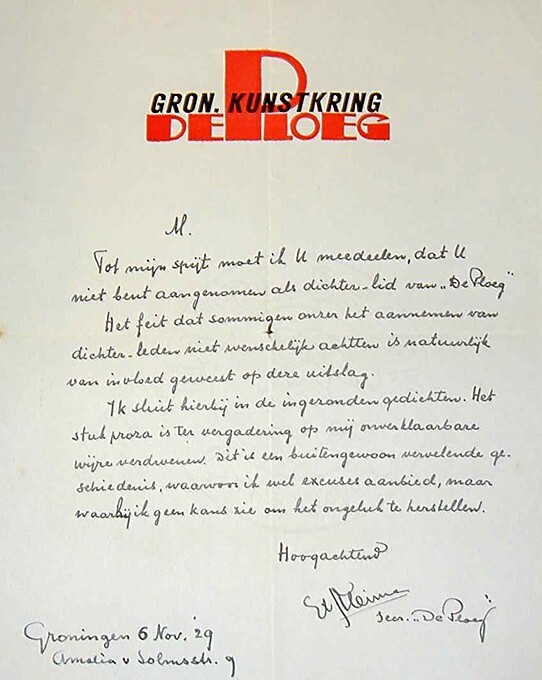 GRON. KUNSTKRING
DE PLOEG
M.
Tot mijn spijt moet ik U meedeelen, dat U
niet bent aangenomen als dichter-lid van „De Ploeg"
Het feit dat sommigen onzer het aannemen van
dichter-leden niet wenschelijk achtten is natuurlijk
van invloed geweest op deze uitslag.
Ik sluit hierbij in de ingezonden gedichten. Het
stuk proza is ter vergadering op mij onverklaarbare
wijze verdwenen. Dit is een buitengewoon vervelende ge-
schiedenis, waarvoor ik wel excuses aanbied, maar
waarbij ik geen kans zie om het ongeluk te herstellen.
Hoogachtend
secr. „De Ploeg"
Groningen 6 Nov. '29
Amalia v Solmsstr. 9